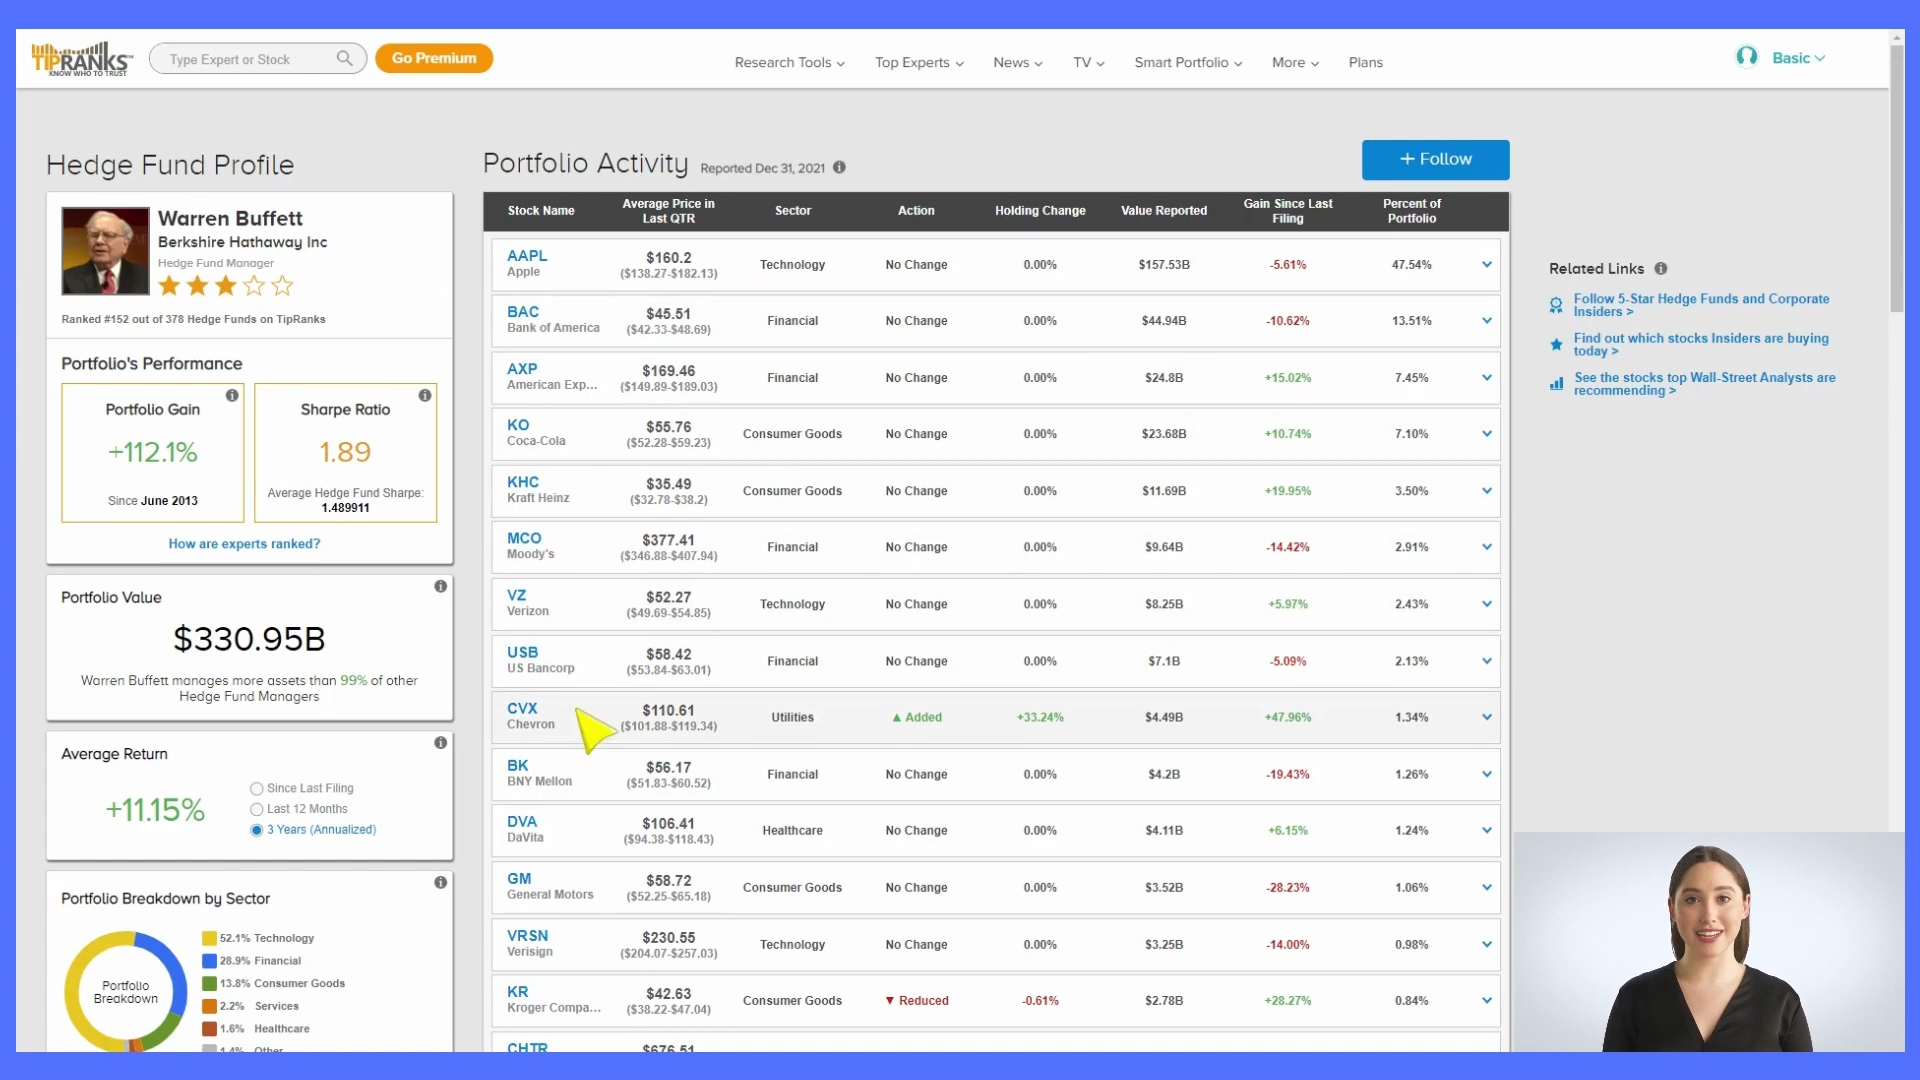 TIPRANKS
KNOW WHO TO TRUST
Type Expert or Stock
Go Premium
Research Tools
Top Experts
News
TV
Smart Portfolio
More
Plans
Basic
Hedge Fund Profile
Warren Buffett
Berkshire Hathaway Inc
Hedge Fund Manager
Ranked #152 out of 378 Hedge Funds on TipRanks
Portfolio's Performance
Portfolio Gain
+112.1%
Since June 2013
Sharpe Ratio
1.89
Average Hedge Fund Sharpe:
1.489911
How are experts ranked?
Portfolio Value
$330.95B
Warren Buffett manages more assets than 99% of other
Hedge Fund Managers
Average Return
+11.15%
Since Last Filing
Last 12 Months
3 Years (Annualized)
Portfolio Breakdown by Sector
Portfolio
Breakdown
52.1% Technology
28.9% Financial
13.8% Consumer Goods
2.2% Services
1.6% Healthcare
1.4% Other
Portfolio Activity Reported Dec 31, 2021
+ Follow
Stock Name
Average Price in
Last QTR
Sector
Action
Holding Change
Value Reported
Gain Since Last
Filing
Percent of
Portfolio
AAPL
Apple
$160.2
($138.27-$182.13)
Technology
No Change
0.00%
$157.53B
-5.61%
47.54%
BAC
Bank of America
$45.51
($42.33-$48.69)
Financial
No Change
0.00%
$44.94B
-10.62%
13.51%
AXP
American Exp...
$169.46
($149.89-$189.03)
Financial
No Change
0.00%
$24.8B
+15.02%
7.45%
KO
Coca-Cola
$55.76
($52.28-$59.23)
Consumer Goods
No Change
0.00%
$23.68B
+10.74%
7.10%
KHC
Kraft Heinz
$35.49
($32.78-$38.2)
Consumer Goods
No Change
0.00%
$11.69B
+19.95%
3.50%
MCO
Moody's
$377.41
($346.88-$407.94)
Financial
No Change
0.00%
$9.64B
-14.42%
2.91%
VZ
Verizon
$52.27
($49.69-$54.85)
Technology
No Change
0.00%
$8.25B
+5.97%
2.43%
USB
US Bancorp
$58.42
($53.84-$63.01)
Financial
No Change
0.00%
$7.1B
-5.09%
2.13%
CVX
Chevron
$110.61
($101.88-$119.34)
Utilities
▲ Added
+33.24%
$4.49B
+47.96%
1.34%
BK
BNY Mellon
$56.17
($51.83-$60.52)
Financial
No Change
0.00%
$4.2B
-19.43%
1.26%
DVA
DaVita
$106.41
($94.38-$118.43)
Healthcare
No Change
0.00%
$4.11B
+6.15%
1.24%
GM
General Motors
$58.72
($52.25-$65.18)
Consumer Goods
No Change
0.00%
$3.52B
-28.23%
1.06%
VRSN
Verisign
$230.55
($204.07-$257.03)
Technology
No Change
0.00%
$3.25B
-14.00%
0.98%
KR
Kroger Compa...
$42.63
($38.22-$47.04)
Consumer Goods
▼ Reduced
-0.61%
$2.78B
+28.27%
0.84%
CHTR
$676.51
Related Links
Follow 5-Star Hedge Funds and Corporate
Insiders >
Find out which stocks Insiders are buying
today >
See the stocks top Wall-Street Analysts are
recommending >